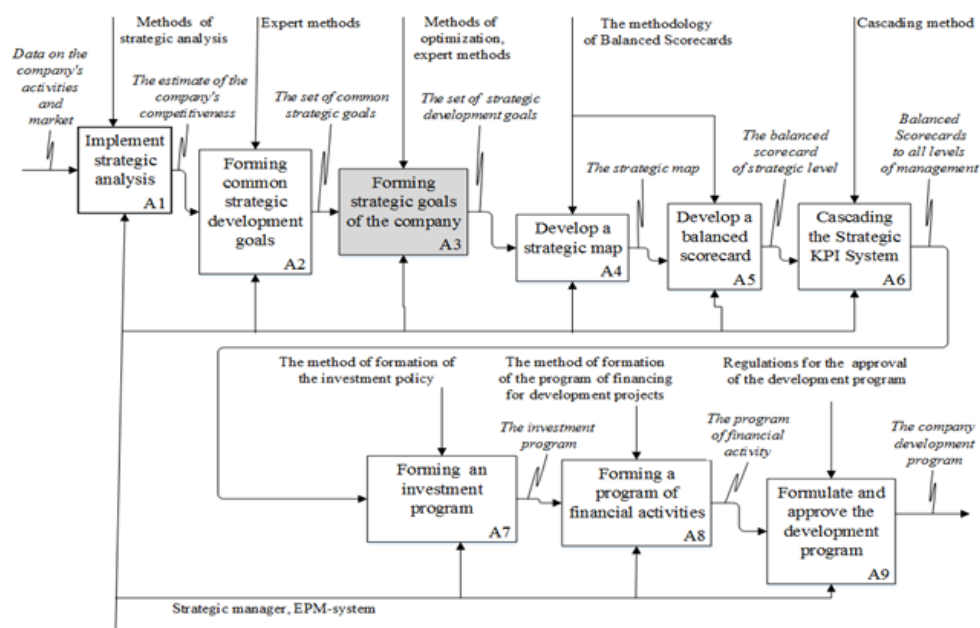 Methods of
strategic analysis
Expert methods
Methods of
optimization,
expert methods
The methodology
of Balanced Scorecards
Cascading method
Data on the
company's
activities
and
market
The estimate of the
company's
competitiveness
The set of common
strategic goals
The set of strategic
development goals
The strategic map
The balanced
scorecard
of strategic level
Balanced
Scorecards
to all levels
of management
Implement
strategic
analysis
A1
Forming
common
strategic
development
goals
A2
Forming
strategic goals
of the company
A3
Develop a
strategic map
A4
Develop a
balanced
scorecard
A5
Cascading
the Strategic
KPI System
A6
The method of formation of
the investment policy
The method of formation
of the program of financing
for development projects
Regulations for the approval
of the development program
The investment
program
The program
of financial
activity
The company
development
program
Forming an
investment
program
A7
Forming a
program of
financial activities
A8
Formulate and
approve the
development
program
A9
Strategic manager, EPM-system